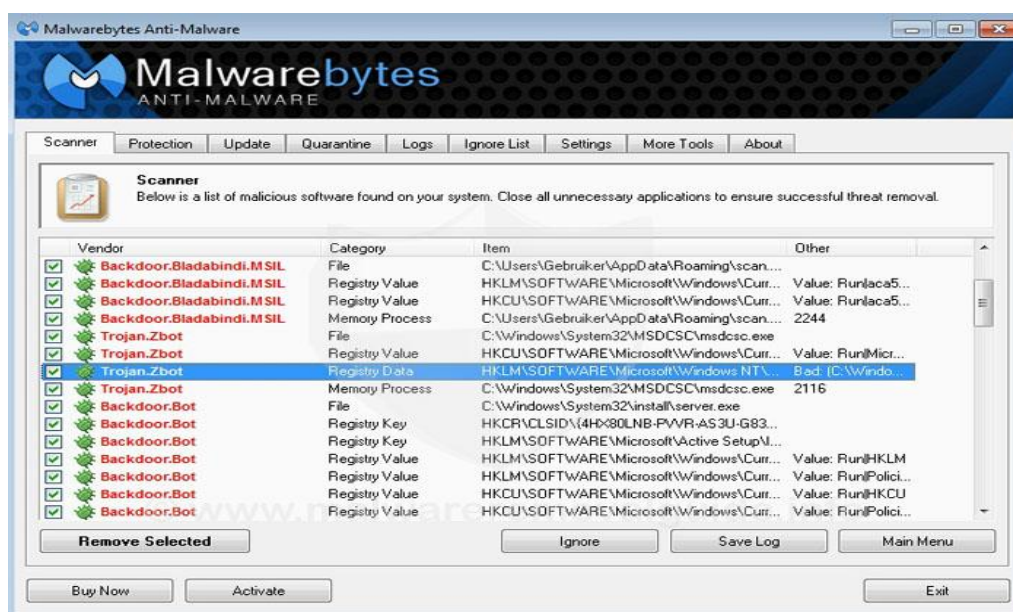 Malwarebytes Anti-Malware
Malwarebytes
ANTI-MALWARE
Scanner Protection Update Quarantine Logs Ignore List Settings More Tools About
Scanner
Below is a list of malicious software found on your system. Close all unnecessary applications to ensure successful threat removal.
Vendor Category Item Other
Backdoor.Bladabindi.MSIL File C:\Users\Gebruiker\AppData\Roaming\scan....
Backdoor.Bladabindi.MSIL Registry Value HKLM\SOFTWARE\Microsoft\Windows\Curr... Value: Run|aca5...
Backdoor.Bladabindi.MSIL Registry Value HKCU\SOFTWARE\Microsoft\Windows\Curr... Value: Run|aca5...
Backdoor.Bladabindi.MSIL Memory Process C:\Users\Gebruiker\AppData\Roaming\scan.... 2244
Trojan.Zbot File C:\Windows\System32\MSDCSC\msdcsc.exe
Trojan.Zbot Registry Value HKCU\SOFTWARE\Microsoft\Windows\Curr... Value: Run|Micr...
Trojan.Zbot Registry Data HKLM\SOFTWARE\Microsoft\Windows NT\... Bad: (C:\Windo...
Trojan.Zbot Memory Process C:\Windows\System32\MSDCSC\msdcsc.exe 2116
Backdoor.Bot File C:\Windows\System32\install\server.exe
Backdoor.Bot Registry Key HKCR\CLSID\{4HX80LNB-PVVR-AS3U-G83...
Backdoor.Bot Registry Key HKLM\SOFTWARE\Microsoft\Active Setup\I...
Backdoor.Bot Registry Value HKLM\SOFTWARE\Microsoft\Windows\Curr... Value: Run|HKLM
Backdoor.Bot Registry Value HKLM\SOFTWARE\Microsoft\Windows\Curr... Value: Run|Polici...
Backdoor.Bot Registry Value HKCU\SOFTWARE\Microsoft\Windows\Curr... Value: Run|HKCU
Backdoor.Bot Registry Value HKCU\SOFTWARE\Microsoft\Windows\Curr... Value: Run|Polici...
Remove Selected Ignore Save Log Main Menu
Buy Now Activate Exit